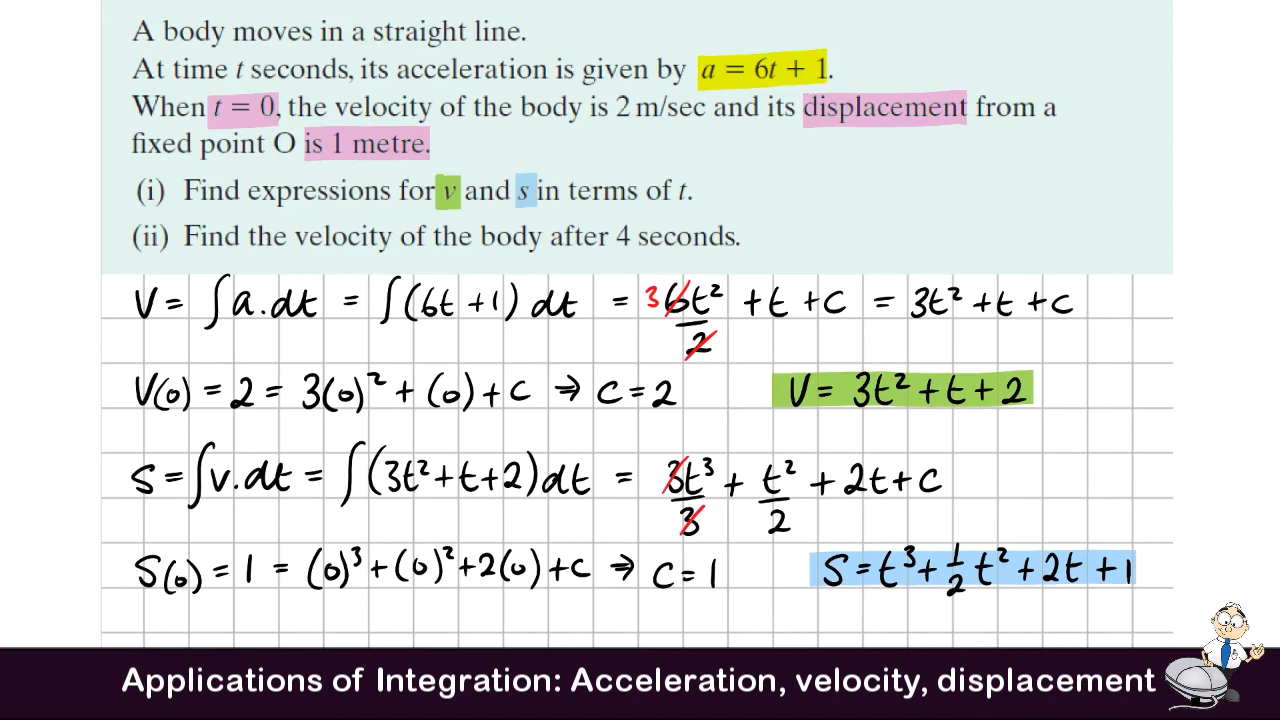 A body moves in a straight line.
At time t seconds, its acceleration is given by a = 6t + 1.
When t = 0, the velocity of the body is 2 m/sec and its displacement from a
fixed point O is 1 metre.
(i) Find expressions for v and s in terms of t.
(ii) Find the velocity of the body after 4 seconds.
V = ∫a.dt = ∫(6t+1) dt = 3 6t²/2 + t + c = 3t² + t + c
V(0) = 2 = 3(0)² + (0) + c ⇒ c = 2 V = 3t² + t + 2
S = ∫v.dt = ∫(3t²+t+2)dt = 3t³/3 + t²/2 + 2t + c
S(0) = 1 = (0)³ + (0)² + 2(0) + c ⇒ c = 1 S = t³ + 1/2 t² + 2t + 1
Applications of Integration: Acceleration, velocity, displacement